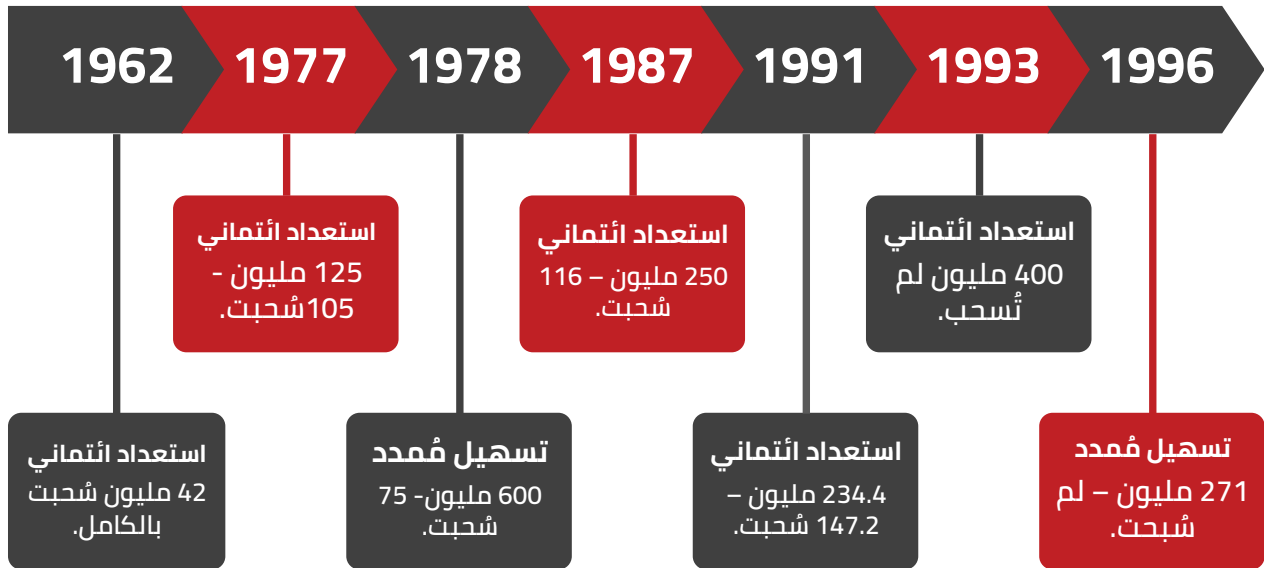 1962 1977 1978 1987 1991 1993 1996
استعداد ائتماني
42 مليون سُحبت
بالكامل.
استعداد ائتماني
125 مليون -
105سُحبت.
تسهيل مُمدد
600 مليون- 75
سُحبت.
استعداد ائتماني
250 مليون – 116
سُحبت.
استعداد ائتماني
234.4 مليون –
147.2 سُحبت.
استعداد ائتماني
400 مليون لم
تُسحب.
تسهيل مُمدد
271 مليون – لم
سُبحت.